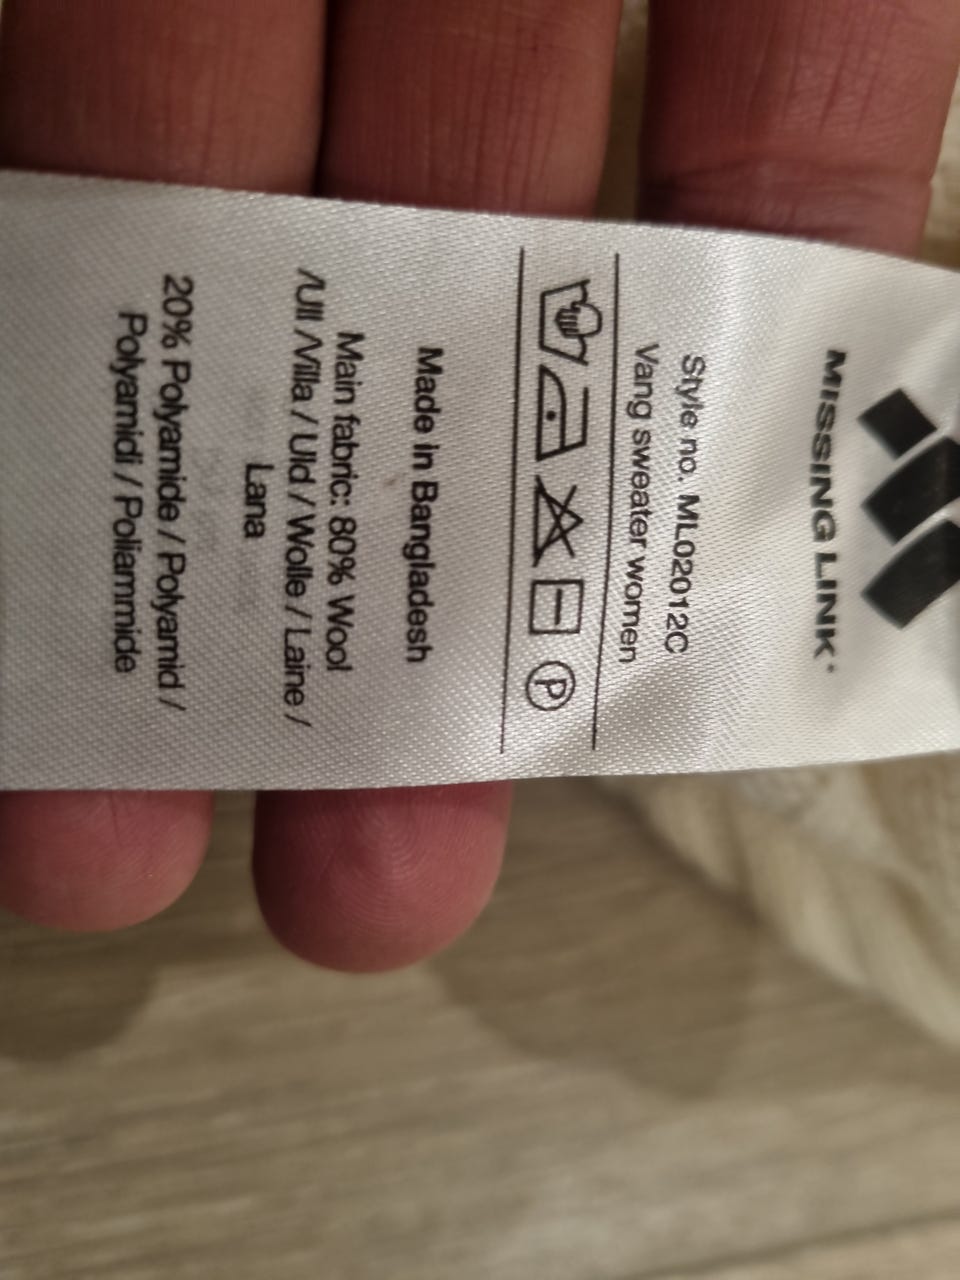 MISSING LINK
Style no. ML02012C
Vang sweater women
P
Made in Bangladesh
Main fabric: 80% Wool
/Ull /Villa / Uld / Wolle / Laine /
Lana
20% Polyamide / Polyamid /
Polyamidi / Poliammide